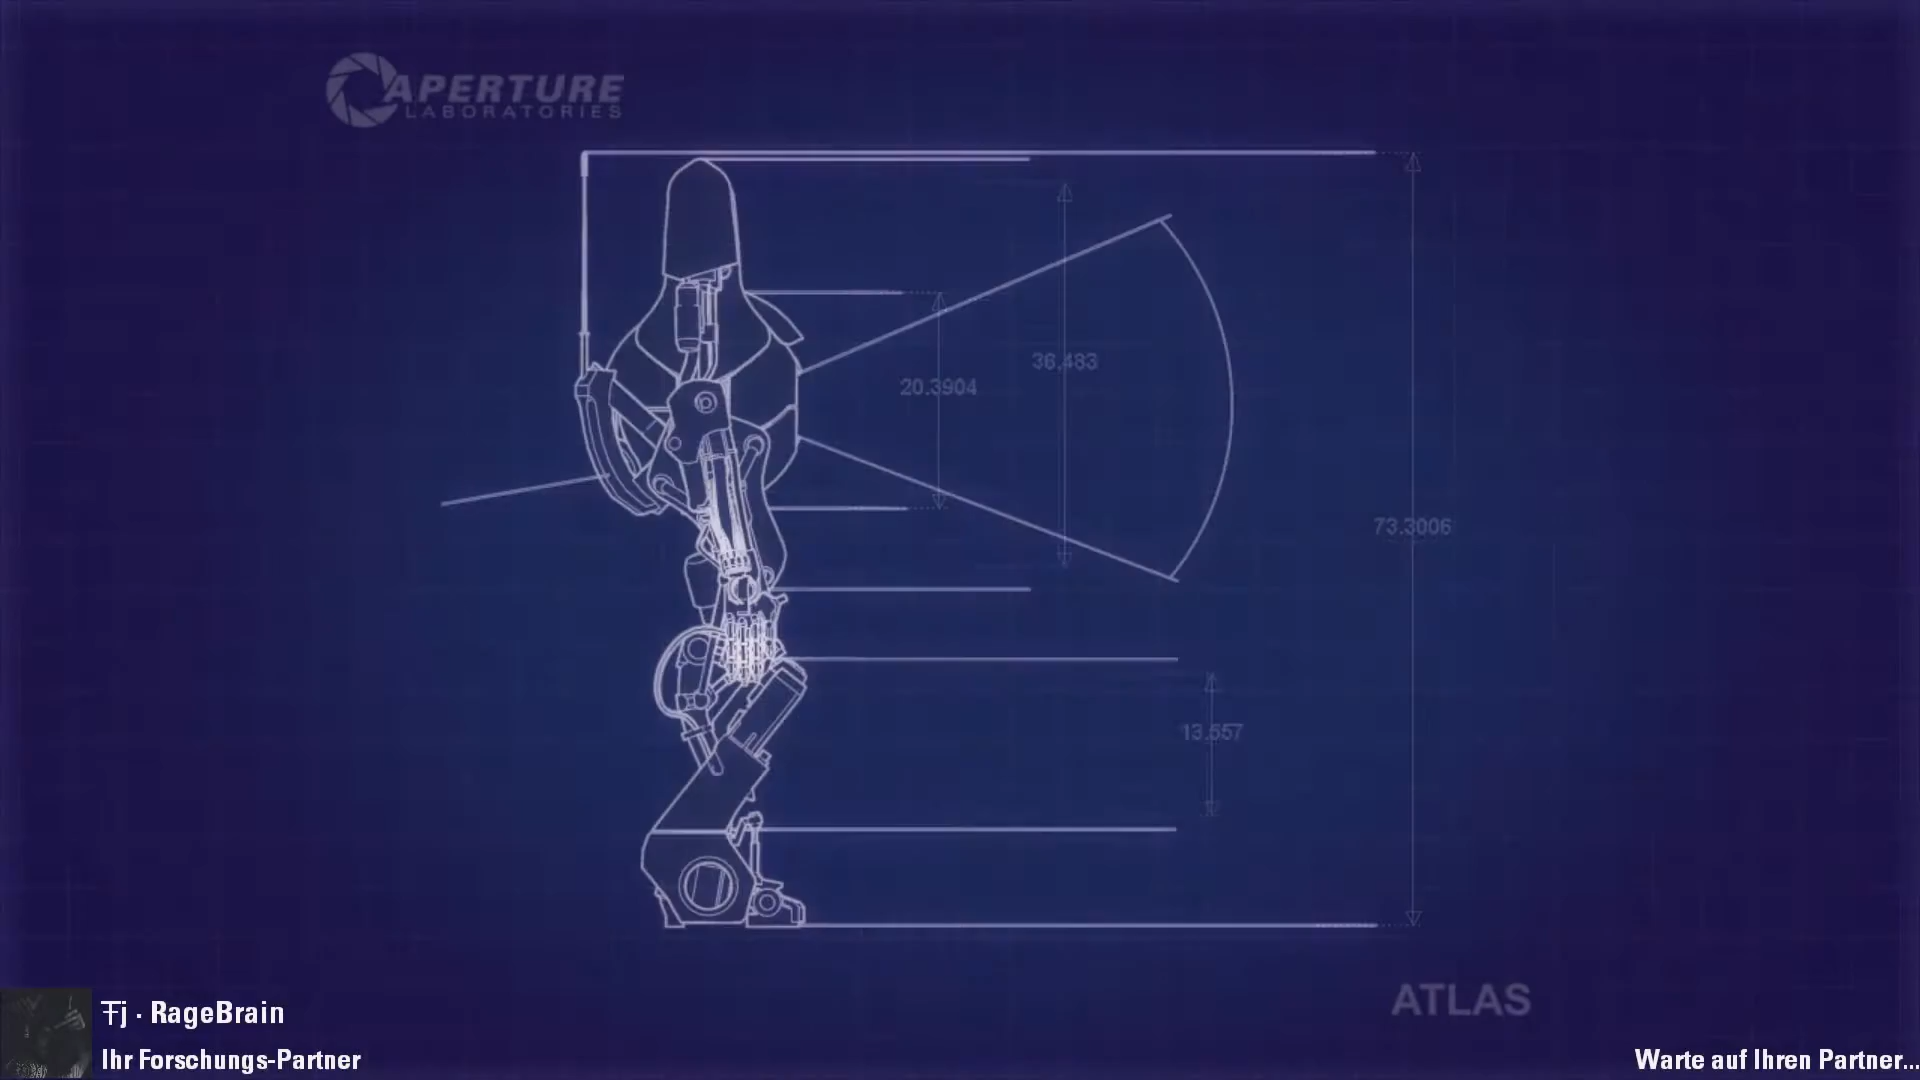 APERTURE
LABORATORIES
36.483
20.3904
73.3006
13.557
ATLAS
Ŧj · RageBrain
Ihr Forschungs-Partner
Warte auf Ihren Partner...